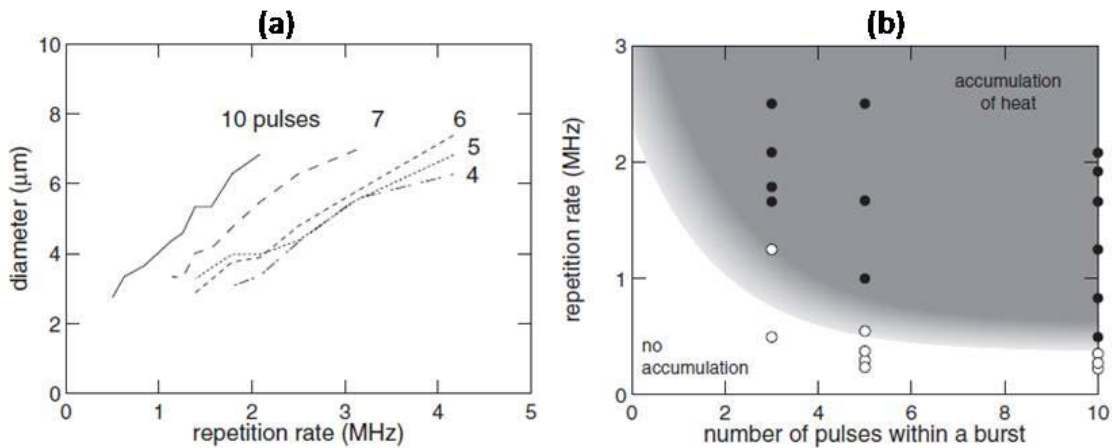 (a)
10
8
6
4
2
0
0
1
2
3
4
5
diameter (μm)
repetition rate (MHz)
10 pulses
7
6
5
4
(b)
3
2
1
0
0
2
4
6
8
10
repetition rate (MHz)
number of pulses within a burst
accumulation
of heat
no
accumulation